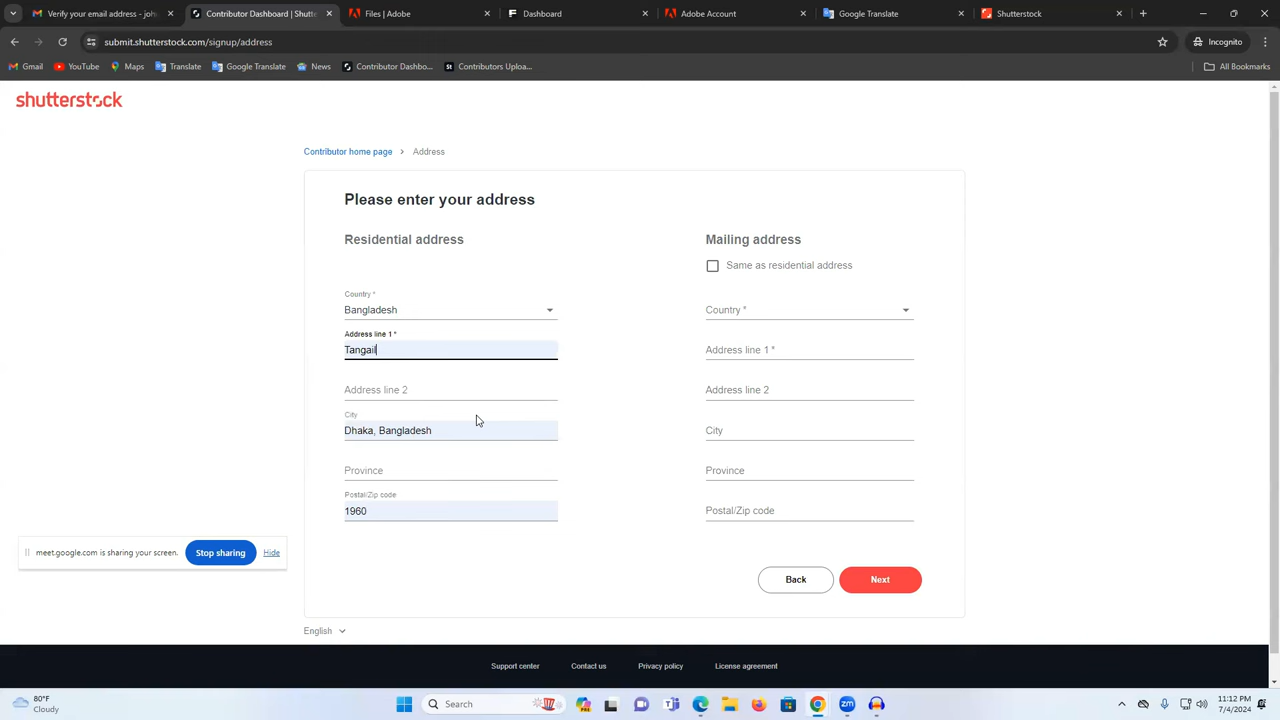 Verify your email address - john
Contributor Dashboard | Shutte
Files | Adobe
Dashboard
Adobe Account
Google Translate
Shutterstock
submit.shutterstock.com/signup/address
Incognito
Gmail
YouTube
Maps
Translate
Google Translate
News
Contributor Dashbo...
Contributors Uploa...
All Bookmarks
shutterstock
Contributor home page > Address
Please enter your address
Residential address
Mailing address
Same as residential address
Country *
Bangladesh
Country *
Address line 1 *
Tangail
Address line 1 *
Address line 2
Address line 2
City
Dhaka, Bangladesh
City
Province
Province
Postal/Zip code
1960
Postal/Zip code
meet.google.com is sharing your screen.
Stop sharing
Hide
Back
Next
English
Support center
Contact us
Privacy policy
License agreement
80°F
Cloudy
Search
11:12 PM
7/4/2024